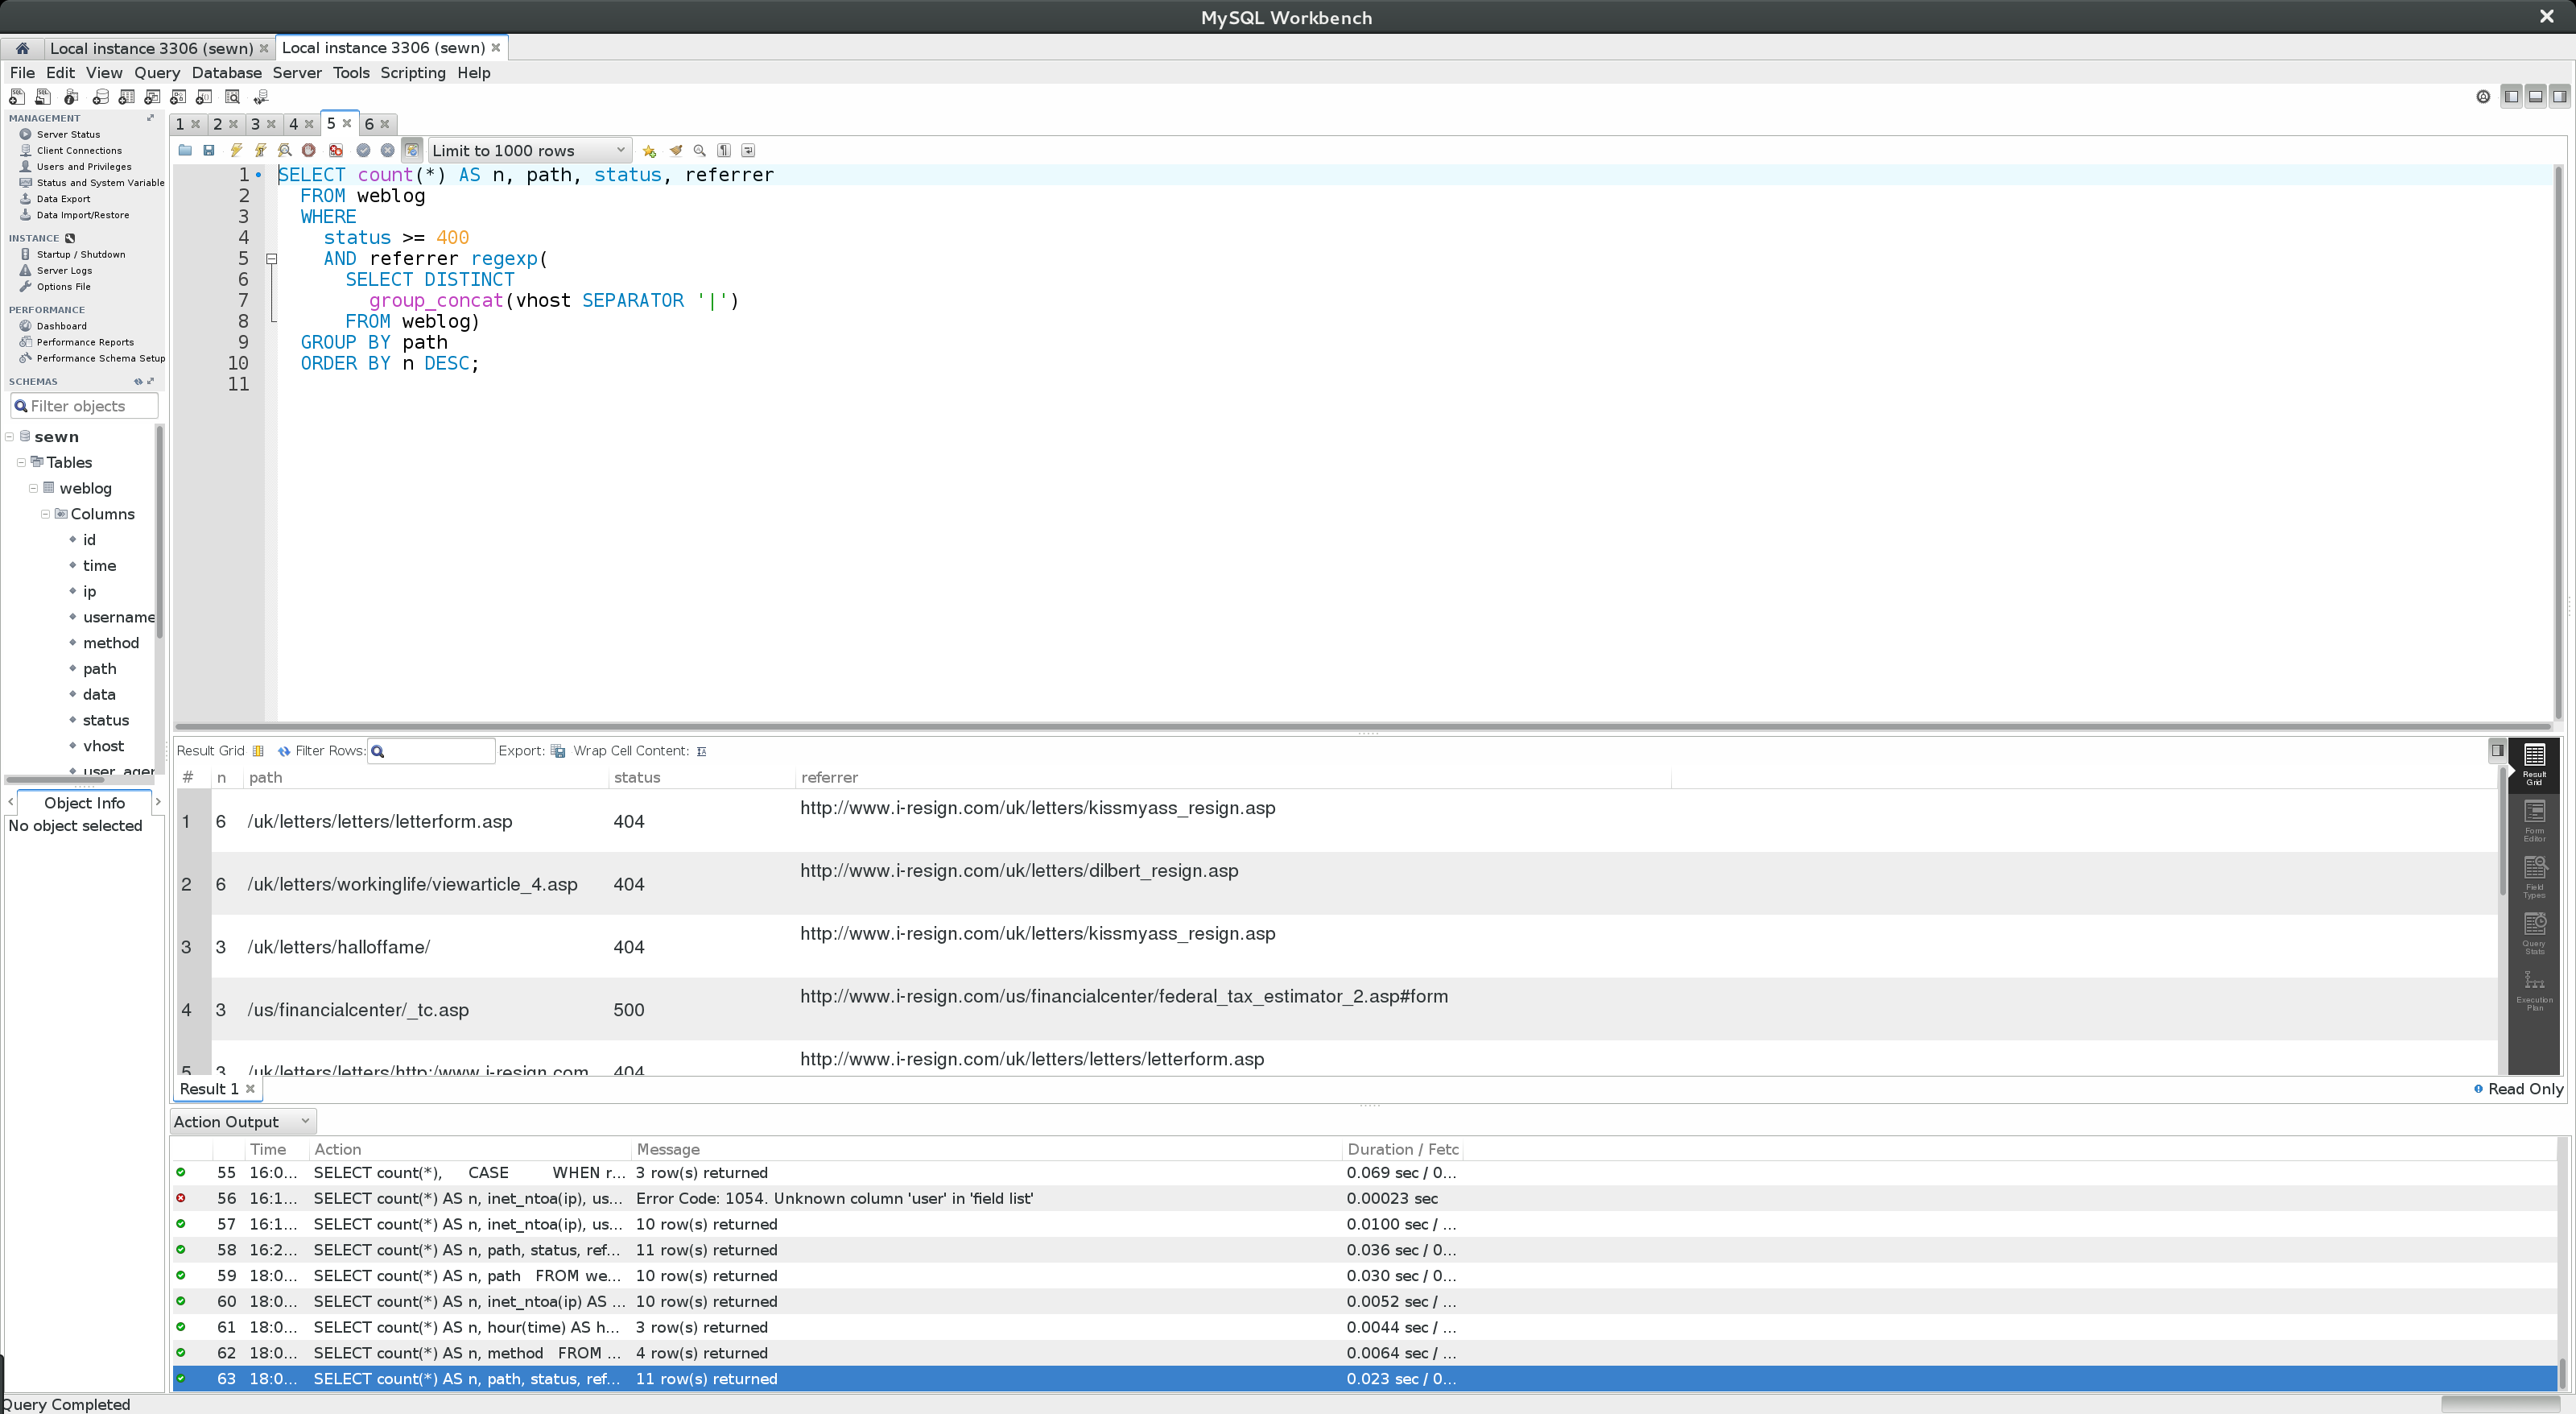 MySQL Workbench
Local instance 3306 (sewn) Local instance 3306 (sewn)
File Edit View Query Database Server Tools Scripting Help
MANAGEMENT
Server Status
Client Connections
Users and Privileges
Status and System Variable
Data Export
Data Import/Restore
INSTANCE
Startup / Shutdown
Server Logs
Options File
PERFORMANCE
Dashboard
Performance Reports
Performance Schema Setup
SCHEMAS
Filter objects
sewn
Tables
weblog
Columns
id
time
ip
username
method
path
data
status
vhost
user_agen
Object Info
No object selected
1 2 3 4 5 6
Limit to 1000 rows
1 SELECT count(*) AS n, path, status, referrer
2 FROM weblog
3 WHERE
4 status >= 400
5 AND referrer regexp(
6 SELECT DISTINCT
7 group_concat(vhost SEPARATOR '|')
8 FROM weblog)
9 GROUP BY path
10 ORDER BY n DESC;
11
Result Grid Filter Rows: Export: Wrap Cell Content:
# n path status referrer
1 6 /uk/letters/letters/letterform.asp 404 http://www.i-resign.com/uk/letters/kissmyass_resign.asp
2 6 /uk/letters/workinglife/viewarticle_4.asp 404 http://www.i-resign.com/uk/letters/dilbert_resign.asp
3 3 /uk/letters/halloffame/ 404 http://www.i-resign.com/uk/letters/kissmyass_resign.asp
4 3 /us/financialcenter/_tc.asp 500 http://www.i-resign.com/us/financialcenter/federal_tax_estimator_2.asp#form
5 3 /uk/letters/letters/http:/www.i-resign.com 404 http://www.i-resign.com/uk/letters/letters/letterform.asp
Result Grid
Form Editor
Field Types
Query Stats
Execution Plan
Result 1 Read Only
Action Output
Time Action Message Duration / Fetc
55 16:0... SELECT count(*), CASE WHEN r... 3 row(s) returned 0.069 sec / 0...
56 16:1... SELECT count(*) AS n, inet_ntoa(ip), us... Error Code: 1054. Unknown column 'user' in 'field list' 0.00023 sec
57 16:1... SELECT count(*) AS n, inet_ntoa(ip), us... 10 row(s) returned 0.0100 sec / ...
58 16:2... SELECT count(*) AS n, path, status, ref... 11 row(s) returned 0.036 sec / 0...
59 18:0... SELECT count(*) AS n, path FROM we... 10 row(s) returned 0.030 sec / 0...
60 18:0... SELECT count(*) AS n, inet_ntoa(ip) AS ... 10 row(s) returned 0.0052 sec / ...
61 18:0... SELECT count(*) AS n, hour(time) AS h... 3 row(s) returned 0.0044 sec / ...
62 18:0... SELECT count(*) AS n, method FROM ... 4 row(s) returned 0.0064 sec / ...
63 18:0... SELECT count(*) AS n, path, status, ref... 11 row(s) returned 0.023 sec / 0...
Query Completed